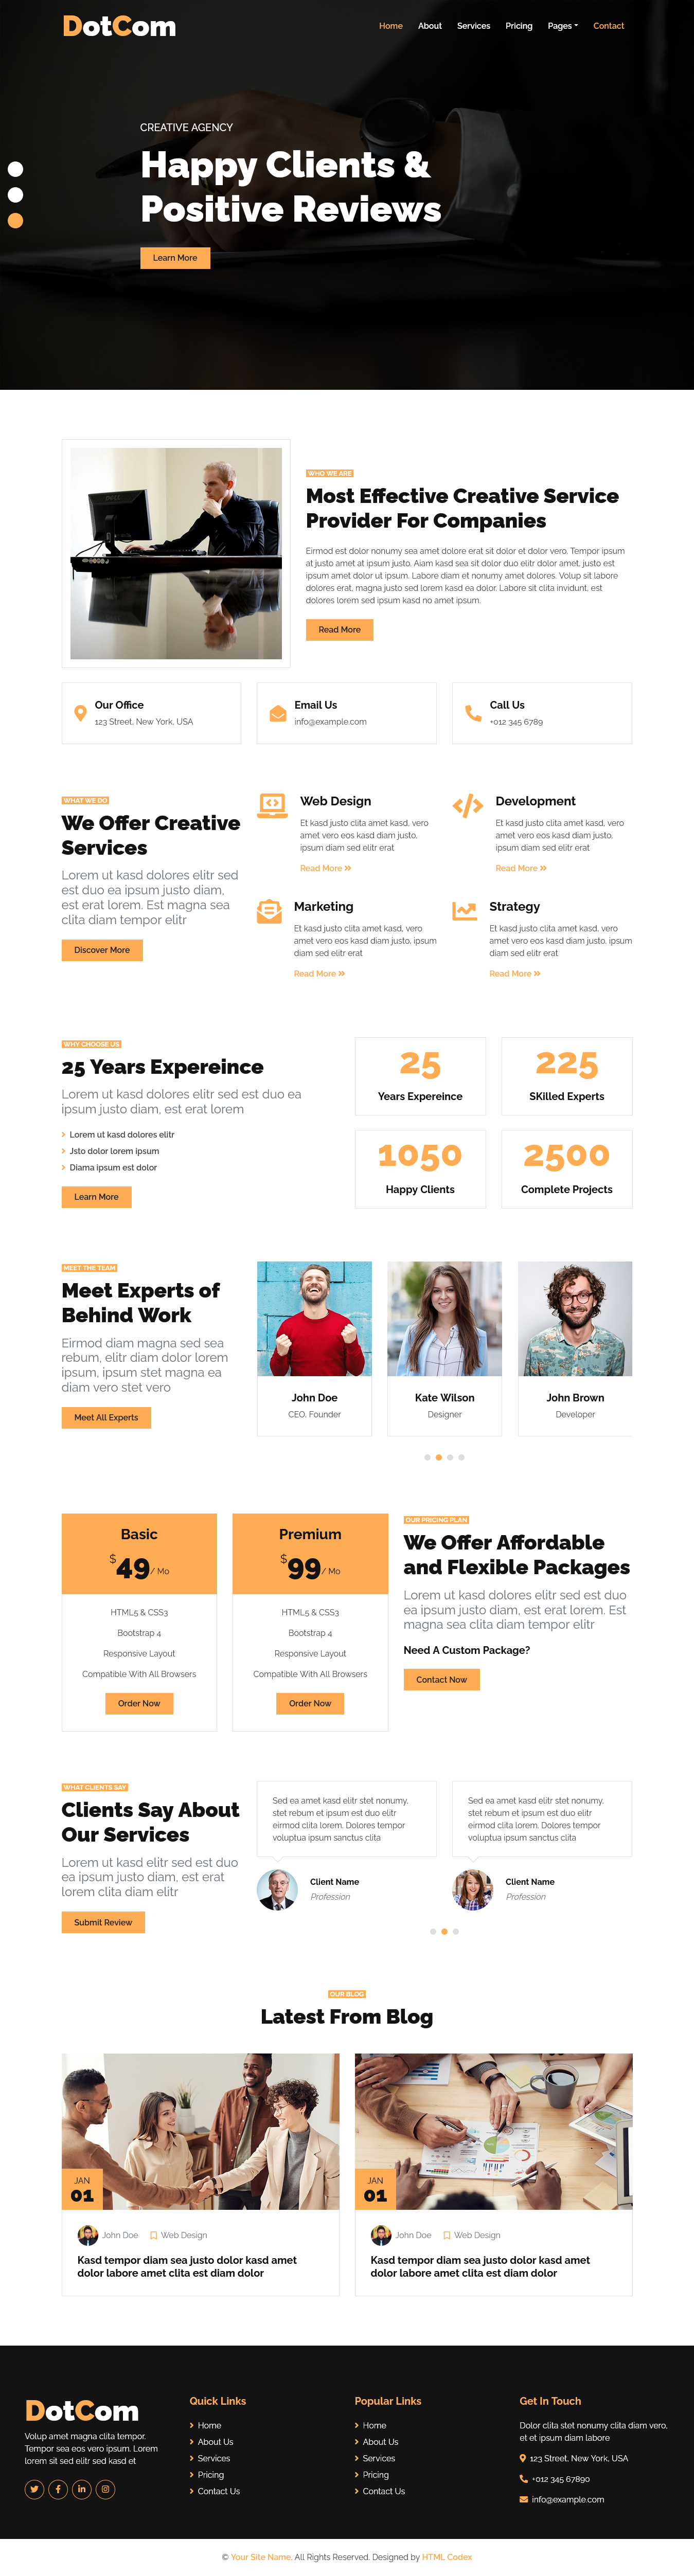 DotCom
Home
About
Services
Pricing
Pages
Contact
CREATIVE AGENCY
Happy Clients &
Positive Reviews
Learn More
WHO WE ARE
Most Effective Creative Service
Provider For Companies
Eirmod est dolor nonumy sea amet dolore erat sit dolor et dolor vero. Tempor ipsum
at justo amet at ipsum justo. Aiam kasd sea sit dolor duo elitr dolor amet, justo est
ipsum amet dolor ut ipsum. Labore diam et nonumy amet dolores. Volup sit labore
dolores erat, magna justo sed lorem kasd ea dolor. Labore sit clita invidunt, est
dolores lorem sed ipsum kasd no amet ipsum.
Read More
Our Office
123 Street, New York, USA
Email Us
info@example.com
Call Us
+012 345 6789
WHAT WE DO
We Offer Creative
Services
Lorem ut kasd dolores elitr sed
est duo ea ipsum justo diam,
est erat lorem. Est magna sea
clita diam tempor elitr
Discover More
Web Design
Et kasd justo clita amet kasd, vero
amet vero eos kasd diam justo,
ipsum diam sed elitr erat
Read More
Development
Et kasd justo clita amet kasd, vero
amet vero eos kasd diam justo,
ipsum diam sed elitr erat
Read More
Marketing
Et kasd justo clita amet kasd, vero
amet vero eos kasd diam justo, ipsum
diam sed elitr erat
Read More
Strategy
Et kasd justo clita amet kasd, vero
amet vero eos kasd diam justo, ipsum
diam sed elitr erat
Read More
WHY CHOOSE US
25 Years Expereince
Lorem ut kasd dolores elitr sed est duo ea
ipsum justo diam, est erat lorem
Lorem ut kasd dolores elitr
Jsto dolor lorem ipsum
Diama ipsum est dolor
Learn More
25
Years Expereince
225
SKilled Experts
1050
Happy Clients
2500
Complete Projects
MEET THE TEAM
Meet Experts of
Behind Work
Eirmod diam magna sed sea
rebum, elitr diam dolor lorem
ipsum, ipsum stet magna ea
diam vero stet vero
Meet All Experts
John Doe
CEO, Founder
Kate Wilson
Designer
John Brown
Developer
Basic
$49/ Mo
HTML5 & CSS3
Bootstrap 4
Responsive Layout
Compatible With All Browsers
Order Now
Premium
$99/ Mo
HTML5 & CSS3
Bootstrap 4
Responsive Layout
Compatible With All Browsers
Order Now
OUR PRICING PLAN
We Offer Affordable
and Flexible Packages
Lorem ut kasd dolores elitr sed est duo
ea ipsum justo diam, est erat lorem. Est
magna sea clita diam tempor elitr
Need A Custom Package?
Contact Now
WHAT CLIENTS SAY
Clients Say About
Our Services
Lorem ut kasd elitr sed est duo
ea ipsum justo diam, est erat
lorem clita diam elitr
Submit Review
Sed ea amet kasd elitr stet nonumy,
stet rebum et ipsum est duo elitr
eirmod clita lorem. Dolores tempor
voluptua ipsum sanctus clita
Client Name
Profession
Sed ea amet kasd elitr stet nonumy,
stet rebum et ipsum est duo elitr
eirmod clita lorem. Dolores tempor
voluptua ipsum sanctus clita
Client Name
Profession
OUR BLOG
Latest From Blog
JAN
01
John Doe
Web Design
Kasd tempor diam sea justo dolor kasd amet
dolor labore amet clita est diam dolor
JAN
01
John Doe
Web Design
Kasd tempor diam sea justo dolor kasd amet
dolor labore amet clita est diam dolor
DotCom
Volup amet magna clita tempor.
Tempor sea eos vero ipsum. Lorem
lorem sit sed elitr sed kasd et
Quick Links
Home
About Us
Services
Pricing
Contact Us
Popular Links
Home
About Us
Services
Pricing
Contact Us
Get In Touch
Dolor clita stet nonumy clita diam vero,
et et ipsum diam labore
123 Street, New York, USA
+012 345 67890
info@example.com
© Your Site Name. All Rights Reserved. Designed by HTML Codex